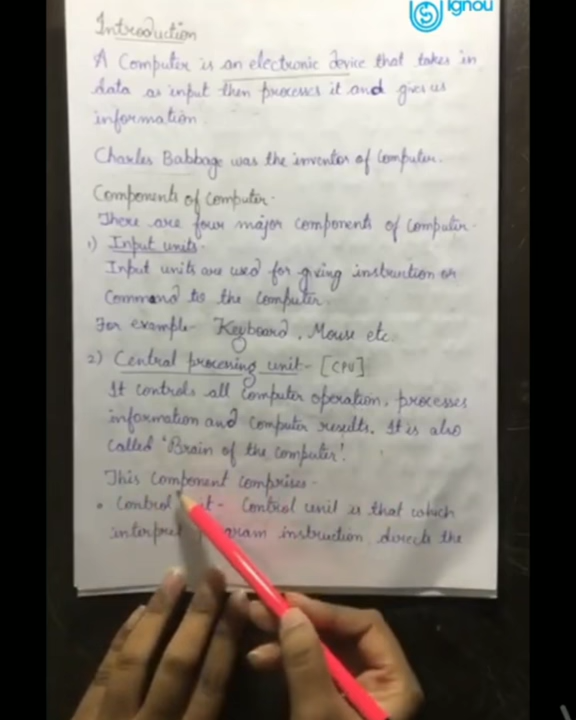 ignou
Introduction
A Computer is an electronic device that takes in
data as input then processes it and gives us
information.
Charles Babbage was the inventor of computer.
Components of computer.
There are four major components of computer.
1) Input units.
Input units are used for giving instruction or
Command to the computer.
For example- Keyboard, Mouse etc
2) Central processing unit- [CPU]
It controls all computer operation, processes
information and computer results. It is also
called 'Brain of the computer'.
This Component comprises-
• Control unit- Control unit is that which
interpret program instruction, directs the